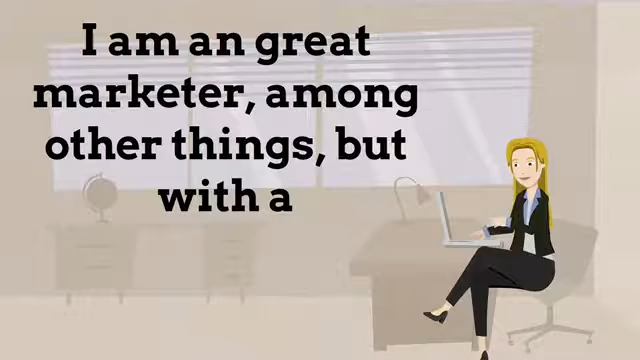 I am an great
marketer, among
other things, but
with a